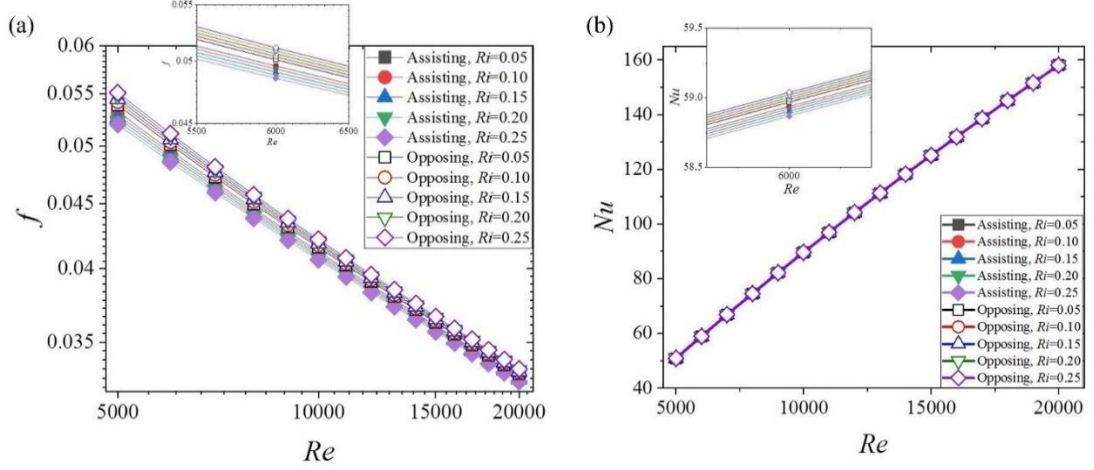 (a)
0.06
0.055
0.05
0.045
0.04
0.035
f
5000
10000
15000
20000
Re
0.055
0.050
0.045
f
5500
6000
6500
Re
Assisting, Ri=0.05
Assisting, Ri=0.10
Assisting, Ri=0.15
Assisting, Ri=0.20
Assisting, Ri=0.25
Opposing, Ri=0.05
Opposing, Ri=0.10
Opposing, Ri=0.15
Opposing, Ri=0.20
Opposing, Ri=0.25
(b)
160
140
120
100
80
60
40
Nu
5000
10000
15000
20000
Re
59.5
59.0
58.5
Nu
6000
Re
Assisting, Ri=0.05
Assisting, Ri=0.10
Assisting, Ri=0.15
Assisting, Ri=0.20
Assisting, Ri=0.25
Opposing, Ri=0.05
Opposing, Ri=0.10
Opposing, Ri=0.15
Opposing, Ri=0.20
Opposing, Ri=0.25